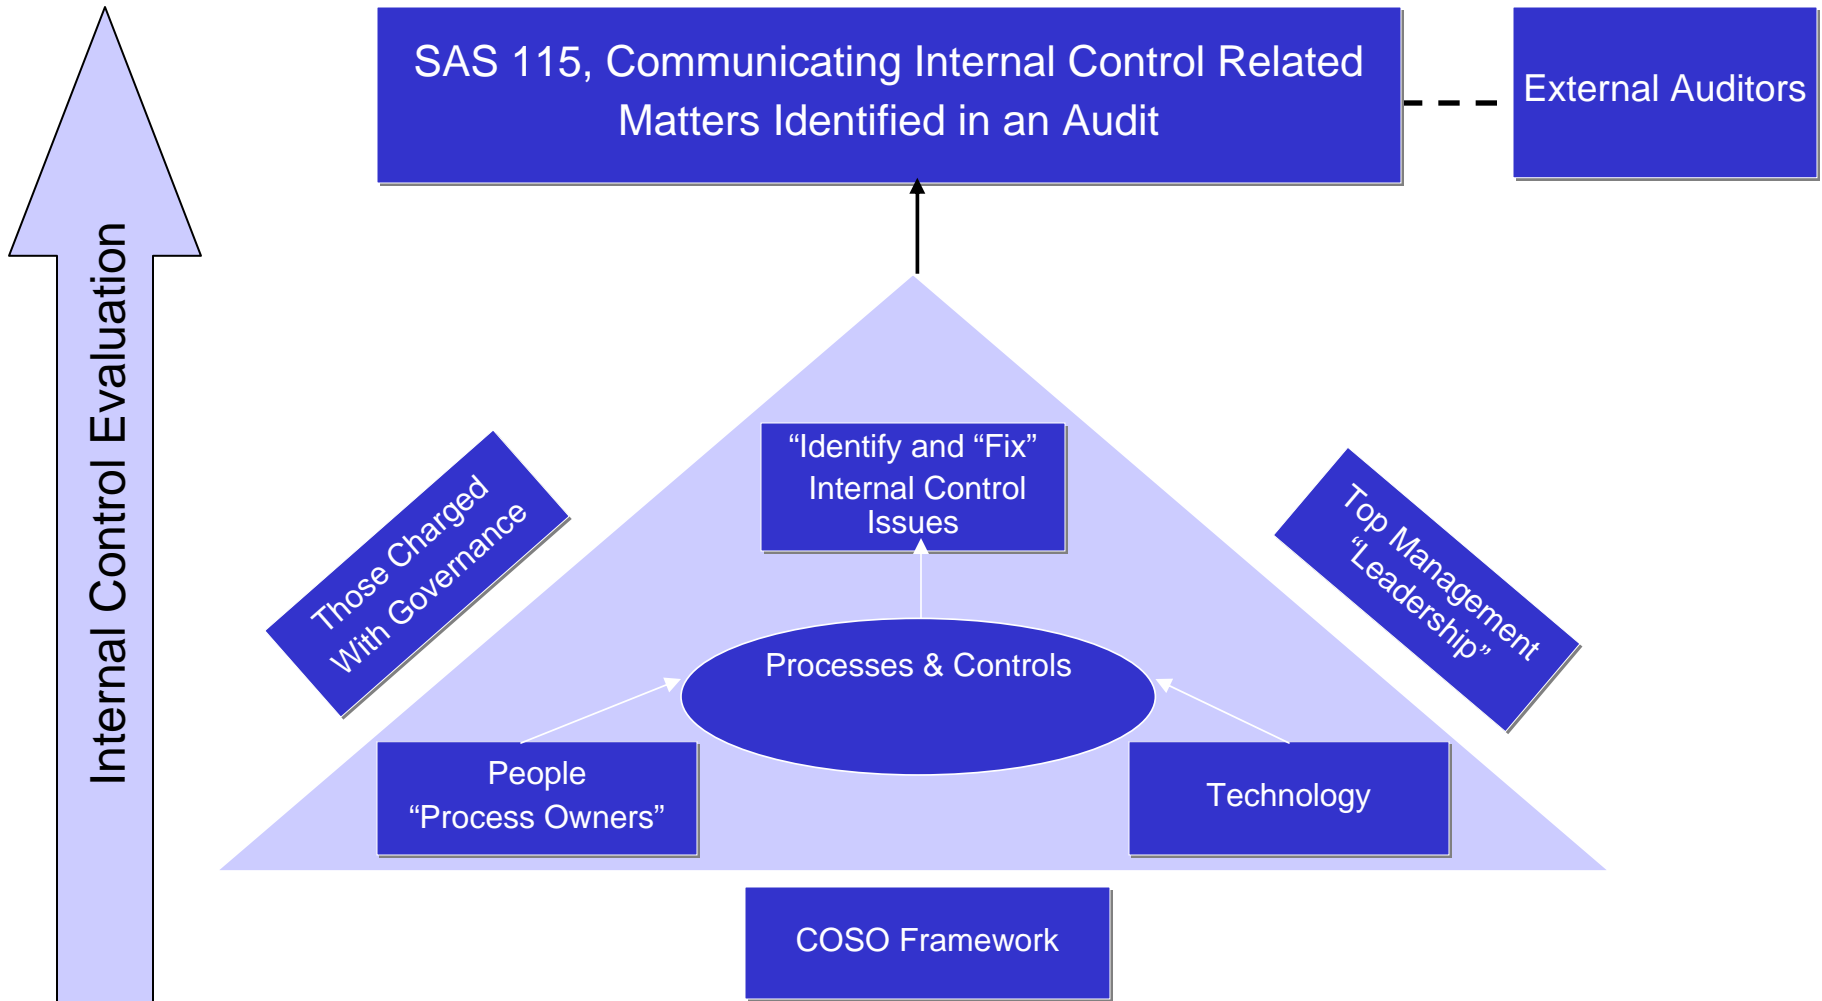 SAS 115, Communicating Internal Control Related
Matters Identified in an Audit
External Auditors
Internal Control Evaluation
“Identify and “Fix”
Internal Control
Issues
Those Charged
With Governance
Top Management
“Leadership”
Processes & Controls
People
“Process Owners”
Technology
COSO Framework